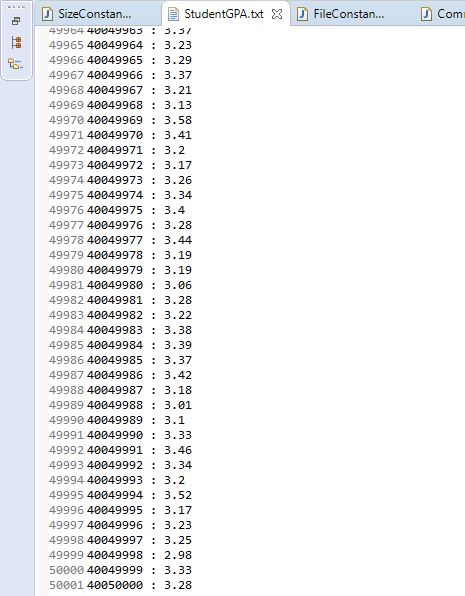 SizeConstan... StudentGPA.txt FileConstan... Com
49964 40049963 : 3.37
49965 40049964 : 3.23
49966 40049965 : 3.29
49967 40049966 : 3.37
49968 40049967 : 3.21
49969 40049968 : 3.13
49970 40049969 : 3.58
49971 40049970 : 3.41
49972 40049971 : 3.2
49973 40049972 : 3.17
49974 40049973 : 3.26
49975 40049974 : 3.34
49976 40049975 : 3.4
49977 40049976 : 3.28
49978 40049977 : 3.44
49979 40049978 : 3.19
49980 40049979 : 3.19
49981 40049980 : 3.06
49982 40049981 : 3.28
49983 40049982 : 3.22
49984 40049983 : 3.38
49985 40049984 : 3.39
49986 40049985 : 3.37
49987 40049986 : 3.42
49988 40049987 : 3.18
49989 40049988 : 3.01
49990 40049989 : 3.1
49991 40049990 : 3.33
49992 40049991 : 3.46
49993 40049992 : 3.34
49994 40049993 : 3.2
49995 40049994 : 3.52
49996 40049995 : 3.17
49997 40049996 : 3.23
49998 40049997 : 3.25
49999 40049998 : 2.98
50000 40049999 : 3.33
50001 40050000 : 3.28